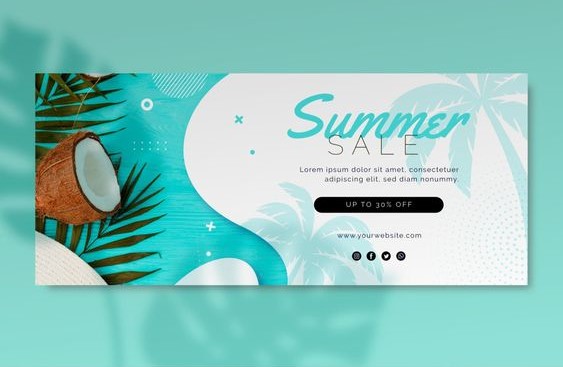 Summer
SALE
Lorem ipsum dolor sit amet, consectetuer
adipiscing elit, sed diam nonummy.
UP TO 30% OFF
www.yourwebsite.com